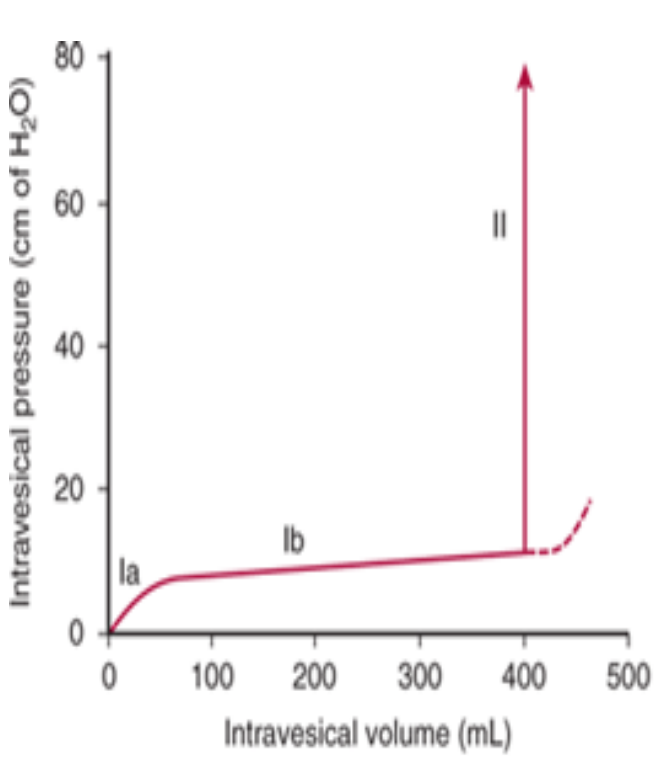 Intravesical pressure (cm of H₂O)
80
60
40
20
0
Ia
Ib
II
0 100 200 300 400 500
Intravesical volume (mL)